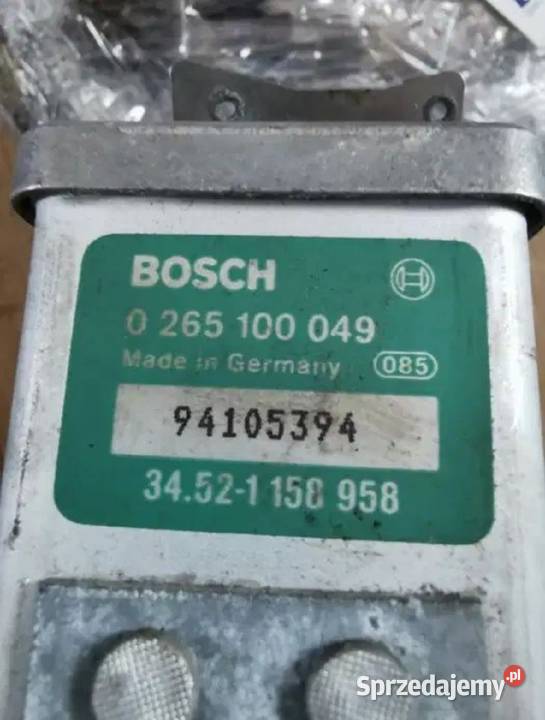 BOSCH
0 265 100 049
Made in Germany 085
94105394
34.52-1 158 958
Sprzedajemy.pl